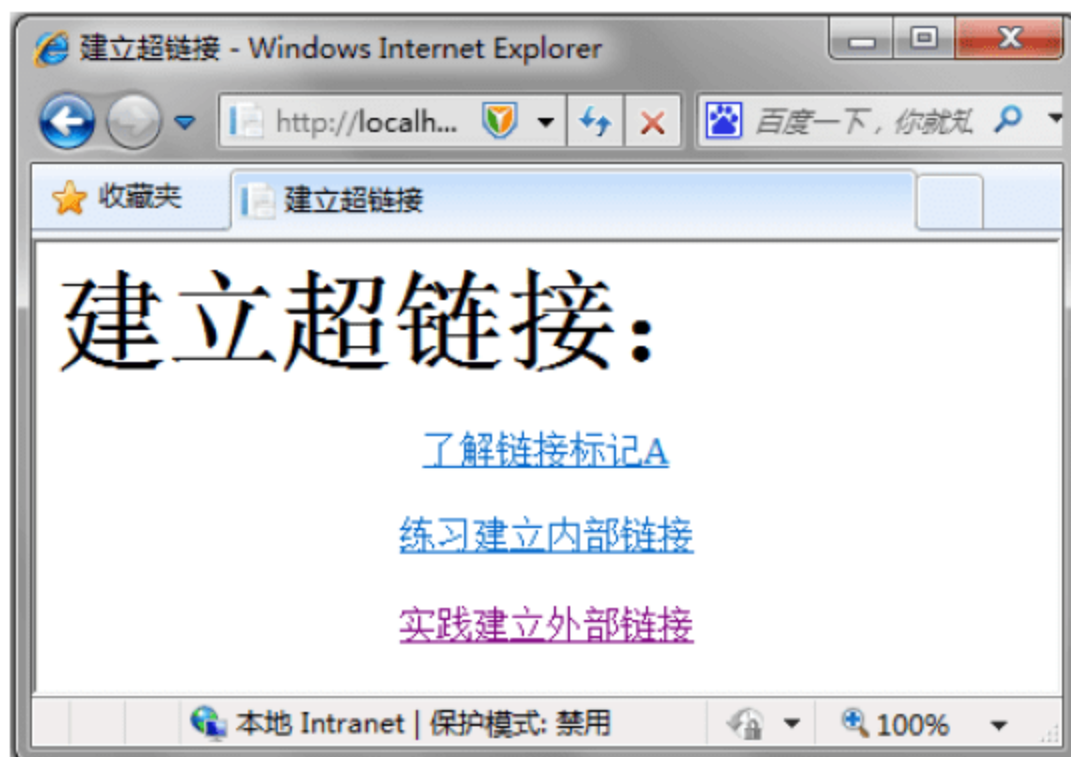 建立超链接 - Windows Internet Explorer
http://localh...
百度一下，你就知
收藏夹
建立超链接
建立超链接：
了解链接标记A
练习建立内部链接
实践建立外部链接
本地 Intranet | 保护模式: 禁用
100%